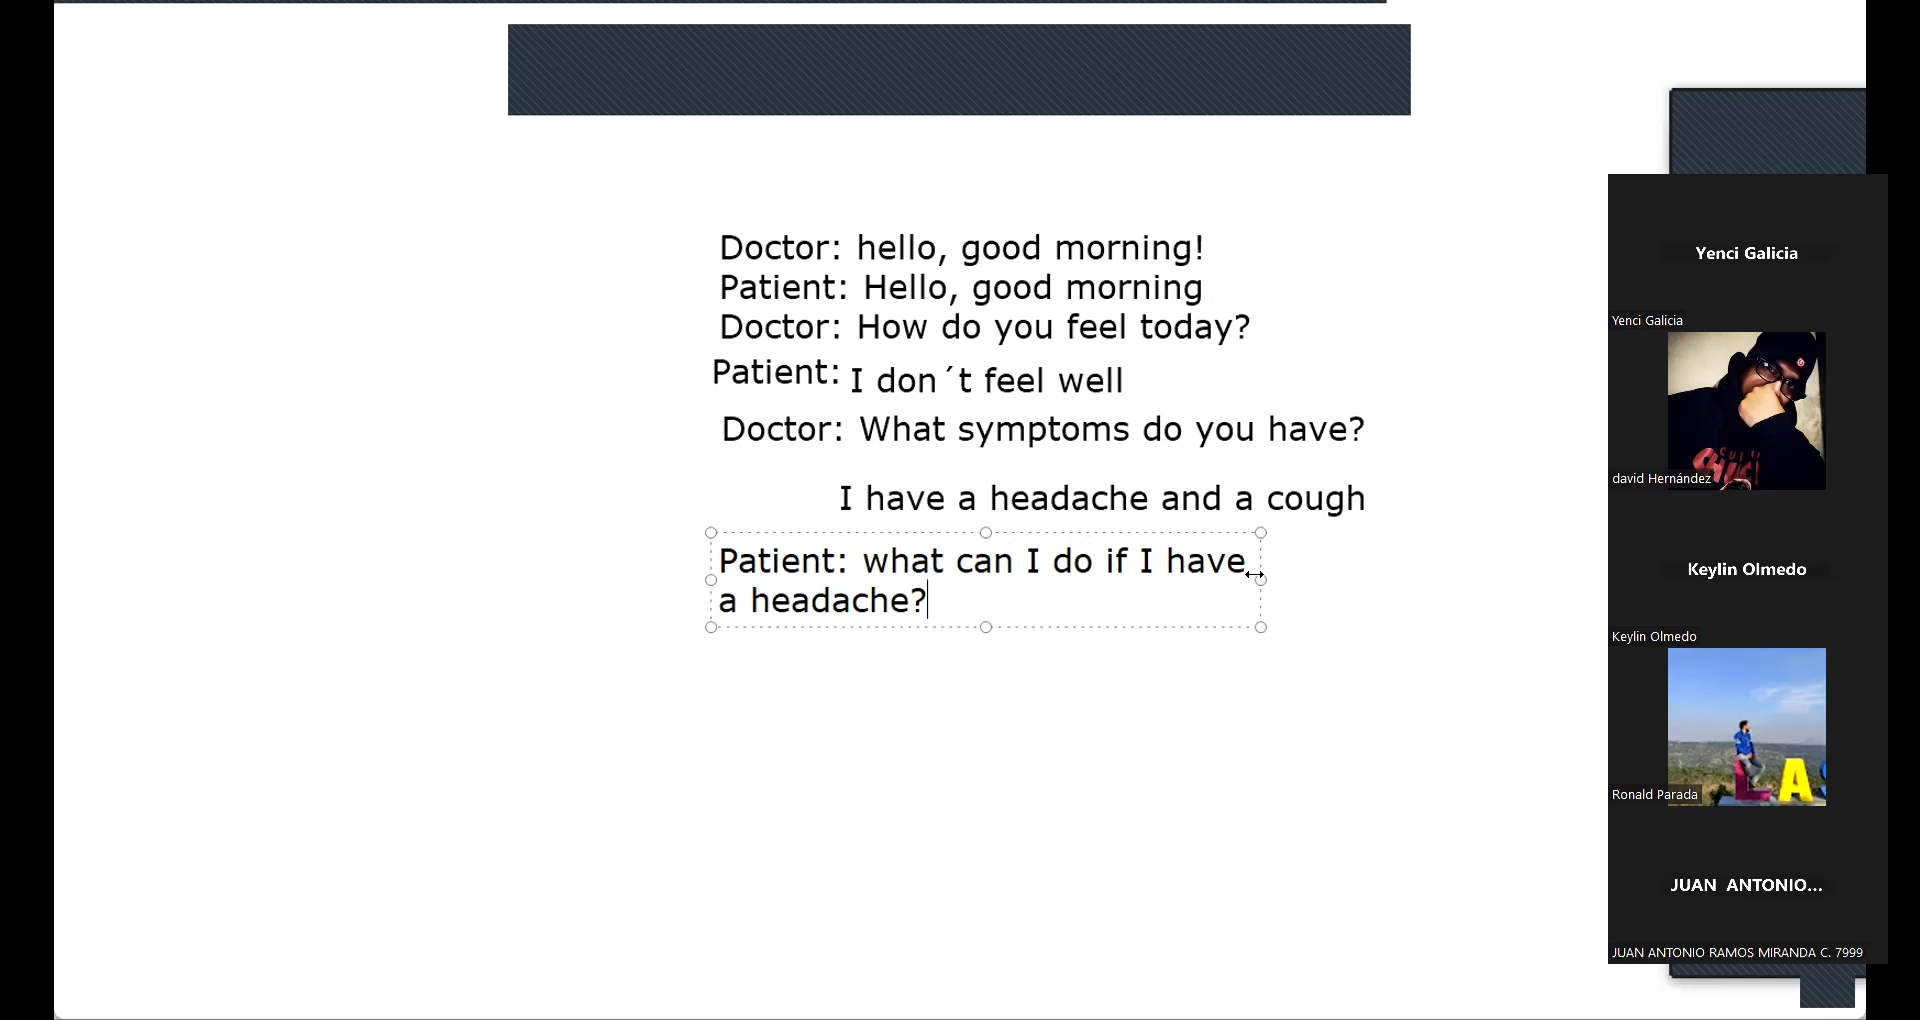 Doctor: hello, good morning!
Patient: Hello, good morning
Doctor: How do you feel today?
Patient: I don´t feel well
Doctor: What symptoms do you have?
I have a headache and a cough
Patient: what can I do if I have
a headache?
Yenci Galicia
Yenci Galicia
david Hernández
Keylin Olmedo
Keylin Olmedo
LA
Ronald Parada
JUAN ANTONIO...
JUAN ANTONIO RAMOS MIRANDA C. 7999